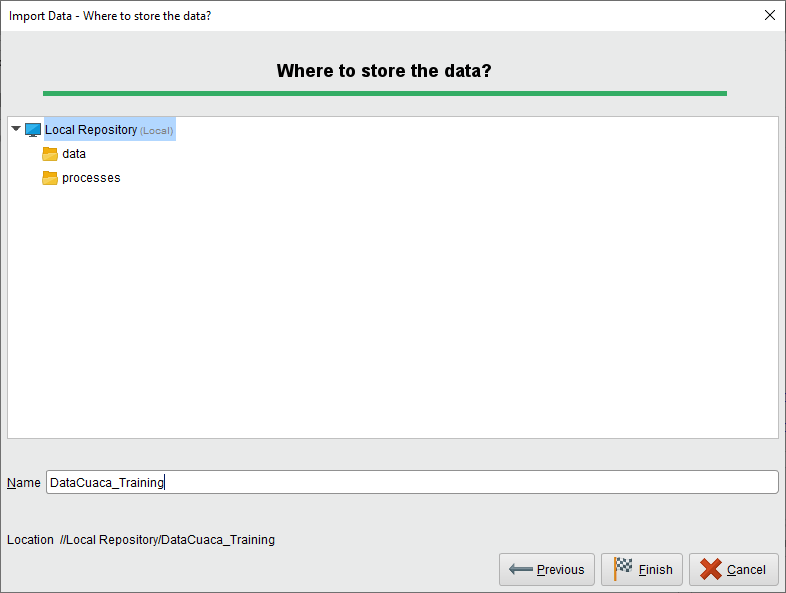 Import Data - Where to store the data?
Where to store the data?
Local Repository (Local)
data
processes
Name DataCuaca_Training
Location //Local Repository/DataCuaca_Training
Previous Finish Cancel